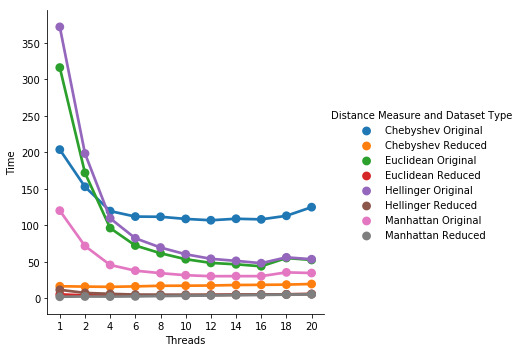 350
300
250
200
150
100
50
0
Time
1 2 4 6 8 10 12 14 16 18 20
Threads
Distance Measure and Dataset Type
Chebyshev Original
Chebyshev Reduced
Euclidean Original
Euclidean Reduced
Hellinger Original
Hellinger Reduced
Manhattan Original
Manhattan Reduced